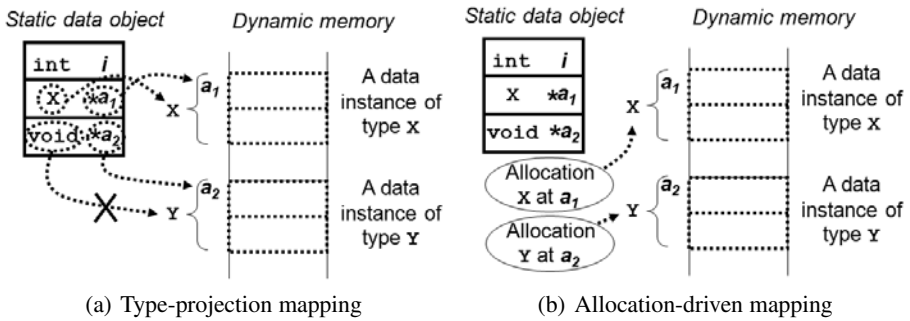 Static data object
Dynamic memory
int i
X *a1
void *a2
a1
X
A data
instance of
type X
a2
Y
A data
instance of
type Y
(a) Type-projection mapping
Static data object
Dynamic memory
int i
X *a1
void *a2
Allocation
X at a1
Allocation
Y at a2
a1
X
A data
instance of
type X
a2
Y
A data
instance of
type Y
(b) Allocation-driven mapping